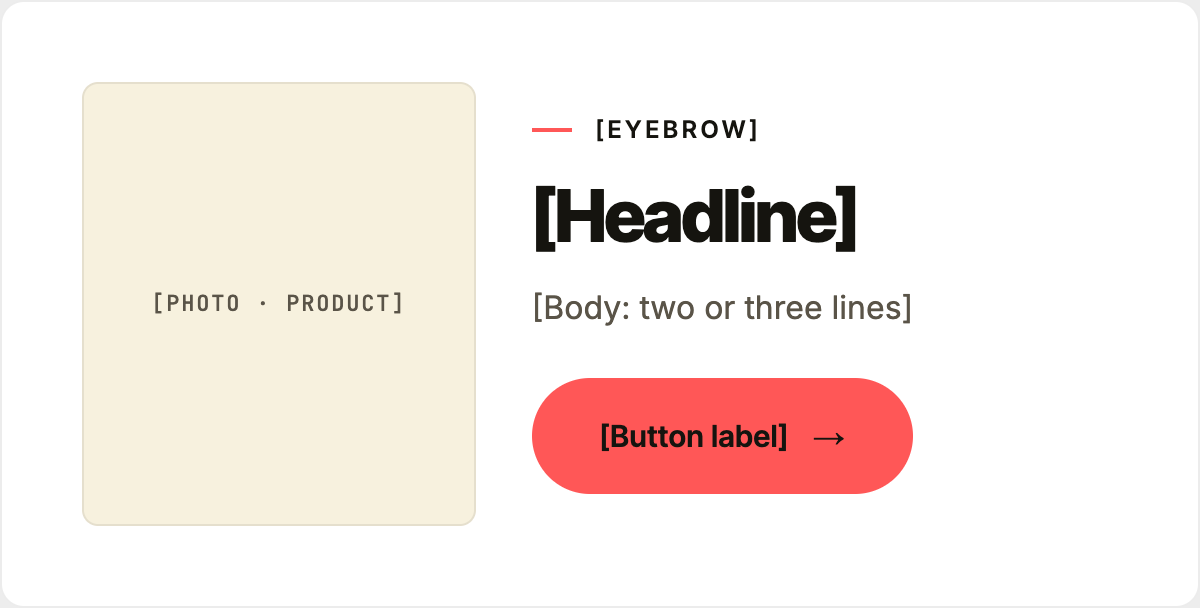 [PHOTO · PRODUCT]
[EYEBROW]
[Headline]
[Body: two or three lines]
[Button label] →